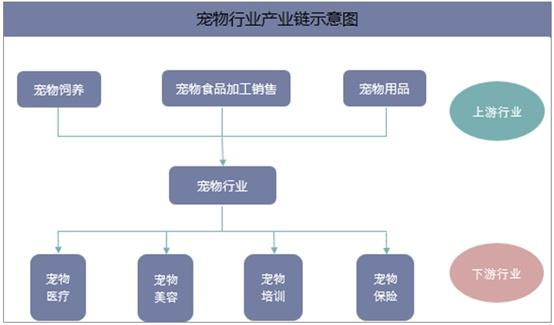 宠物行业产业链示意图
宠物饲养
宠物食品加工销售
宠物用品
上游行业
宠物行业
宠物
医疗
宠物
美容
宠物
培训
宠物
保险
下游行业